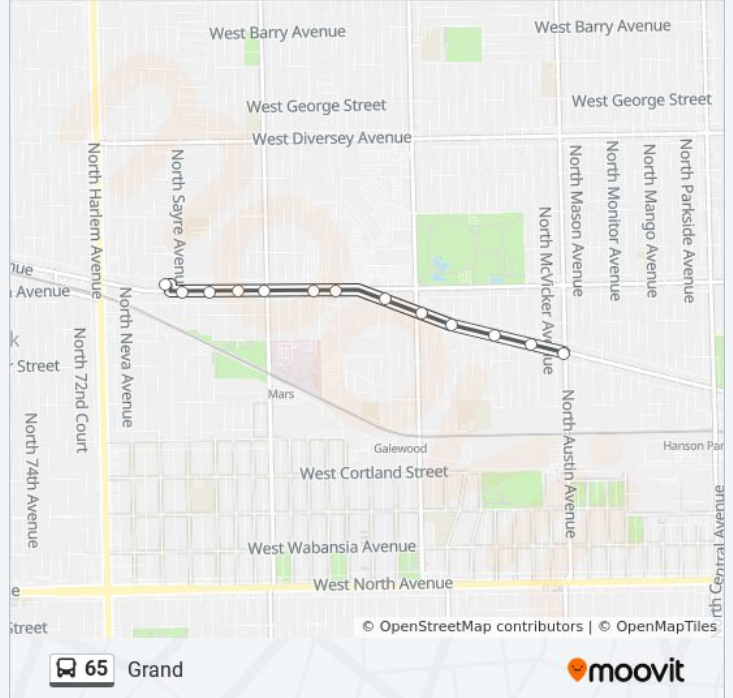 West Barry Avenue
West Barry Avenue
West George Street
West George Street
West Diversey Avenue
North Harlem Avenue
North Sayre Avenue
North McVicker Avenue
North Mason Avenue
North Monitor Avenue
North Mango Avenue
North Parkside Avenue
nue
Avenue
North Neva Avenue
North 72nd Court
k
Street
Mars
North 74th Avenue
Galewood
North Austin Avenue
Hanson Par
West Cortland Street
North Central Avenue
West Wabansia Avenue
West North Avenue
e
Street
© OpenStreetMap contributors | © OpenMapTiles
65 Grand
moovit